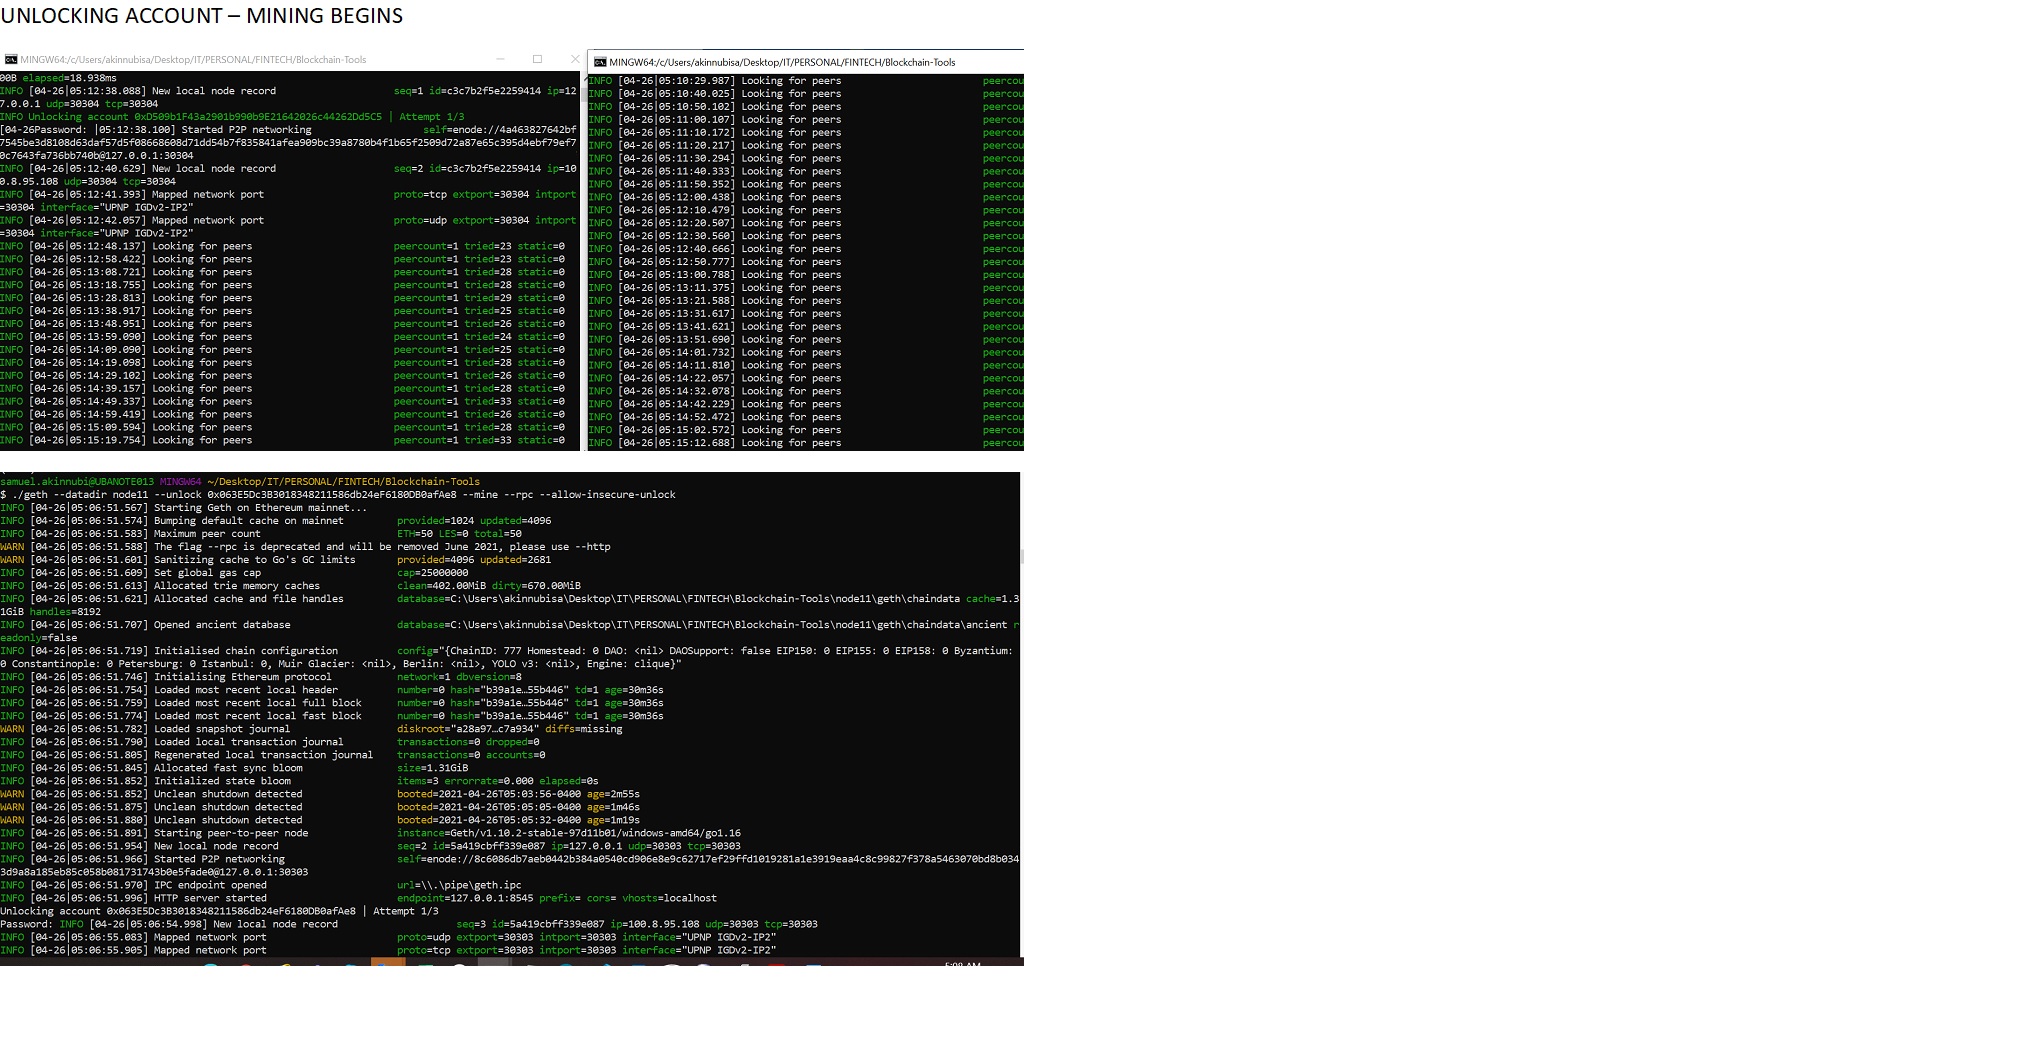 UNLOCKING ACCOUNT – MINING BEGINS
MINGW64:/c/Users/akinnubisa/Desktop/IT/PERSONAL/FINTECH/Blockchain-Tools
00B elapsed=18.938ms
INFO [04-26|05:12:38.088] New local node record seq=1 id=c3c7b2f5e2259414 ip=12
7.0.0.1 udp=30304 tcp=30304
INFO Unlocking account 0xD509b1F43a2901b990b9E21642026c44262Dd5C5 | Attempt 1/3
[04-26Password: |05:12:38.100] Started P2P networking self=enode://4a463827642bf
7545be3d8108d63daf57d5f08668608d71dd54b7f835841afea909bc39a8780b4f1b65f2509d72a87e65c395d4ebf79ef7
0c7643fa736bb740b@127.0.0.1:30304
INFO [04-26|05:12:40.629] New local node record seq=2 id=c3c7b2f5e2259414 ip=10
0.8.95.108 udp=30304 tcp=30304
INFO [04-26|05:12:41.393] Mapped network port proto=tcp extport=30304 intport
=30304 interface="UPNP IGDv2-IP2"
INFO [04-26|05:12:42.057] Mapped network port proto=udp extport=30304 intport
=30304 interface="UPNP IGDv2-IP2"
INFO [04-26|05:12:48.137] Looking for peers peercount=1 tried=23 static=0
INFO [04-26|05:12:58.422] Looking for peers peercount=1 tried=23 static=0
INFO [04-26|05:13:08.721] Looking for peers peercount=1 tried=28 static=0
INFO [04-26|05:13:18.755] Looking for peers peercount=1 tried=28 static=0
INFO [04-26|05:13:28.813] Looking for peers peercount=1 tried=29 static=0
INFO [04-26|05:13:38.917] Looking for peers peercount=1 tried=25 static=0
INFO [04-26|05:13:48.951] Looking for peers peercount=1 tried=26 static=0
INFO [04-26|05:13:59.090] Looking for peers peercount=1 tried=24 static=0
INFO [04-26|05:14:09.090] Looking for peers peercount=1 tried=25 static=0
INFO [04-26|05:14:19.098] Looking for peers peercount=1 tried=28 static=0
INFO [04-26|05:14:29.102] Looking for peers peercount=1 tried=26 static=0
INFO [04-26|05:14:39.157] Looking for peers peercount=1 tried=28 static=0
INFO [04-26|05:14:49.337] Looking for peers peercount=1 tried=33 static=0
INFO [04-26|05:14:59.419] Looking for peers peercount=1 tried=26 static=0
INFO [04-26|05:15:09.594] Looking for peers peercount=1 tried=28 static=0
INFO [04-26|05:15:19.754] Looking for peers peercount=1 tried=33 static=0
MINGW64:/c/Users/akinnubisa/Desktop/IT/PERSONAL/FINTECH/Blockchain-Tools
INFO [04-26|05:10:29.987] Looking for peers peercou
INFO [04-26|05:10:40.025] Looking for peers peercou
INFO [04-26|05:10:50.102] Looking for peers peercou
INFO [04-26|05:11:00.107] Looking for peers peercou
INFO [04-26|05:11:10.172] Looking for peers peercou
INFO [04-26|05:11:20.217] Looking for peers peercou
INFO [04-26|05:11:30.294] Looking for peers peercou
INFO [04-26|05:11:40.333] Looking for peers peercou
INFO [04-26|05:11:50.352] Looking for peers peercou
INFO [04-26|05:12:00.438] Looking for peers peercou
INFO [04-26|05:12:10.479] Looking for peers peercou
INFO [04-26|05:12:20.507] Looking for peers peercou
INFO [04-26|05:12:30.560] Looking for peers peercou
INFO [04-26|05:12:40.666] Looking for peers peercou
INFO [04-26|05:12:50.777] Looking for peers peercou
INFO [04-26|05:13:00.788] Looking for peers peercou
INFO [04-26|05:13:11.375] Looking for peers peercou
INFO [04-26|05:13:21.588] Looking for peers peercou
INFO [04-26|05:13:31.617] Looking for peers peercou
INFO [04-26|05:13:41.621] Looking for peers peercou
INFO [04-26|05:13:51.690] Looking for peers peercou
INFO [04-26|05:14:01.732] Looking for peers peercou
INFO [04-26|05:14:11.810] Looking for peers peercou
INFO [04-26|05:14:22.057] Looking for peers peercou
INFO [04-26|05:14:32.078] Looking for peers peercou
INFO [04-26|05:14:42.229] Looking for peers peercou
INFO [04-26|05:14:52.472] Looking for peers peercou
INFO [04-26|05:15:02.572] Looking for peers peercou
INFO [04-26|05:15:12.688] Looking for peers peercou
samuel.akinnubi@UBANOTE013 MINGW64 ~/Desktop/IT/PERSONAL/FINTECH/Blockchain-Tools
$ ./geth --datadir node11 --unlock 0x063E5Dc3B3018348211586db24eF6180DB0afAe8 --mine --rpc --allow-insecure-unlock
INFO [04-26|05:06:51.567] Starting Geth on Ethereum mainnet...
INFO [04-26|05:06:51.574] Bumping default cache on mainnet provided=1024 updated=4096
INFO [04-26|05:06:51.583] Maximum peer count ETH=50 LES=0 total=50
WARN [04-26|05:06:51.588] The flag --rpc is deprecated and will be removed June 2021, please use --http
WARN [04-26|05:06:51.601] Sanitizing cache to Go's GC limits provided=4096 updated=2681
INFO [04-26|05:06:51.609] Set global gas cap cap=25000000
INFO [04-26|05:06:51.613] Allocated trie memory caches clean=402.00MiB dirty=670.00MiB
INFO [04-26|05:06:51.621] Allocated cache and file handles database=C:\Users\akinnubisa\Desktop\IT\PERSONAL\FINTECH\Blockchain-Tools\node11\geth\chaindata cache=1.3
1GiB handles=8192
INFO [04-26|05:06:51.707] Opened ancient database database=C:\Users\akinnubisa\Desktop\IT\PERSONAL\FINTECH\Blockchain-Tools\node11\geth\chaindata\ancient r
eadonly=false
INFO [04-26|05:06:51.719] Initialised chain configuration config="{ChainID: 777 Homestead: 0 DAO: <nil> DAOSupport: false EIP150: 0 EIP155: 0 EIP158: 0 Byzantium:
0 Constantinople: 0 Petersburg: 0 Istanbul: 0, Muir Glacier: <nil>, Berlin: <nil>, YOLO v3: <nil>, Engine: clique}"
INFO [04-26|05:06:51.746] Initialising Ethereum protocol network=1 dbversion=8
INFO [04-26|05:06:51.754] Loaded most recent local header number=0 hash="b39a1e…55b446" td=1 age=30m36s
INFO [04-26|05:06:51.759] Loaded most recent local full block number=0 hash="b39a1e…55b446" td=1 age=30m36s
INFO [04-26|05:06:51.774] Loaded most recent local fast block number=0 hash="b39a1e…55b446" td=1 age=30m36s
WARN [04-26|05:06:51.782] Loaded snapshot journal diskroot="a28a97…c7a934" diffs=missing
INFO [04-26|05:06:51.790] Loaded local transaction journal transactions=0 dropped=0
INFO [04-26|05:06:51.805] Regenerated local transaction journal transactions=0 accounts=0
INFO [04-26|05:06:51.845] Allocated fast sync bloom size=1.31GiB
INFO [04-26|05:06:51.852] Initialized state bloom items=3 errorrate=0.000 elapsed=0s
WARN [04-26|05:06:51.852] Unclean shutdown detected booted=2021-04-26T05:03:56-0400 age=2m55s
WARN [04-26|05:06:51.875] Unclean shutdown detected booted=2021-04-26T05:05:05-0400 age=1m46s
WARN [04-26|05:06:51.880] Unclean shutdown detected booted=2021-04-26T05:05:32-0400 age=1m19s
INFO [04-26|05:06:51.891] Starting peer-to-peer node instance=Geth/v1.10.2-stable-97d11b01/windows-amd64/go1.16
INFO [04-26|05:06:51.954] New local node record seq=2 id=5a419cbff339e087 ip=127.0.0.1 udp=30303 tcp=30303
INFO [04-26|05:06:51.966] Started P2P networking self=enode://8c6086db7aeb0442b384a0540cd906e8e9c62717ef29ffd1019281a1e3919eaa4c8c99827f378a5463070bd8b034
3d9a8a185eb85c058b081731743b0e5fade0@127.0.0.1:30303
INFO [04-26|05:06:51.970] IPC endpoint opened url=\\.\pipe\geth.ipc
INFO [04-26|05:06:51.996] HTTP server started endpoint=127.0.0.1:8545 prefix= cors= vhosts=localhost
Unlocking account 0x063E5Dc3B3018348211586db24eF6180DB0afAe8 | Attempt 1/3
Password: INFO [04-26|05:06:54.998] New local node record seq=3 id=5a419cbff339e087 ip=100.8.95.108 udp=30303 tcp=30303
INFO [04-26|05:06:55.083] Mapped network port proto=udp extport=30303 intport=30303 interface="UPNP IGDv2-IP2"
INFO [04-26|05:06:55.905] Mapped network port proto=tcp extport=30303 intport=30303 interface="UPNP IGDv2-IP2"